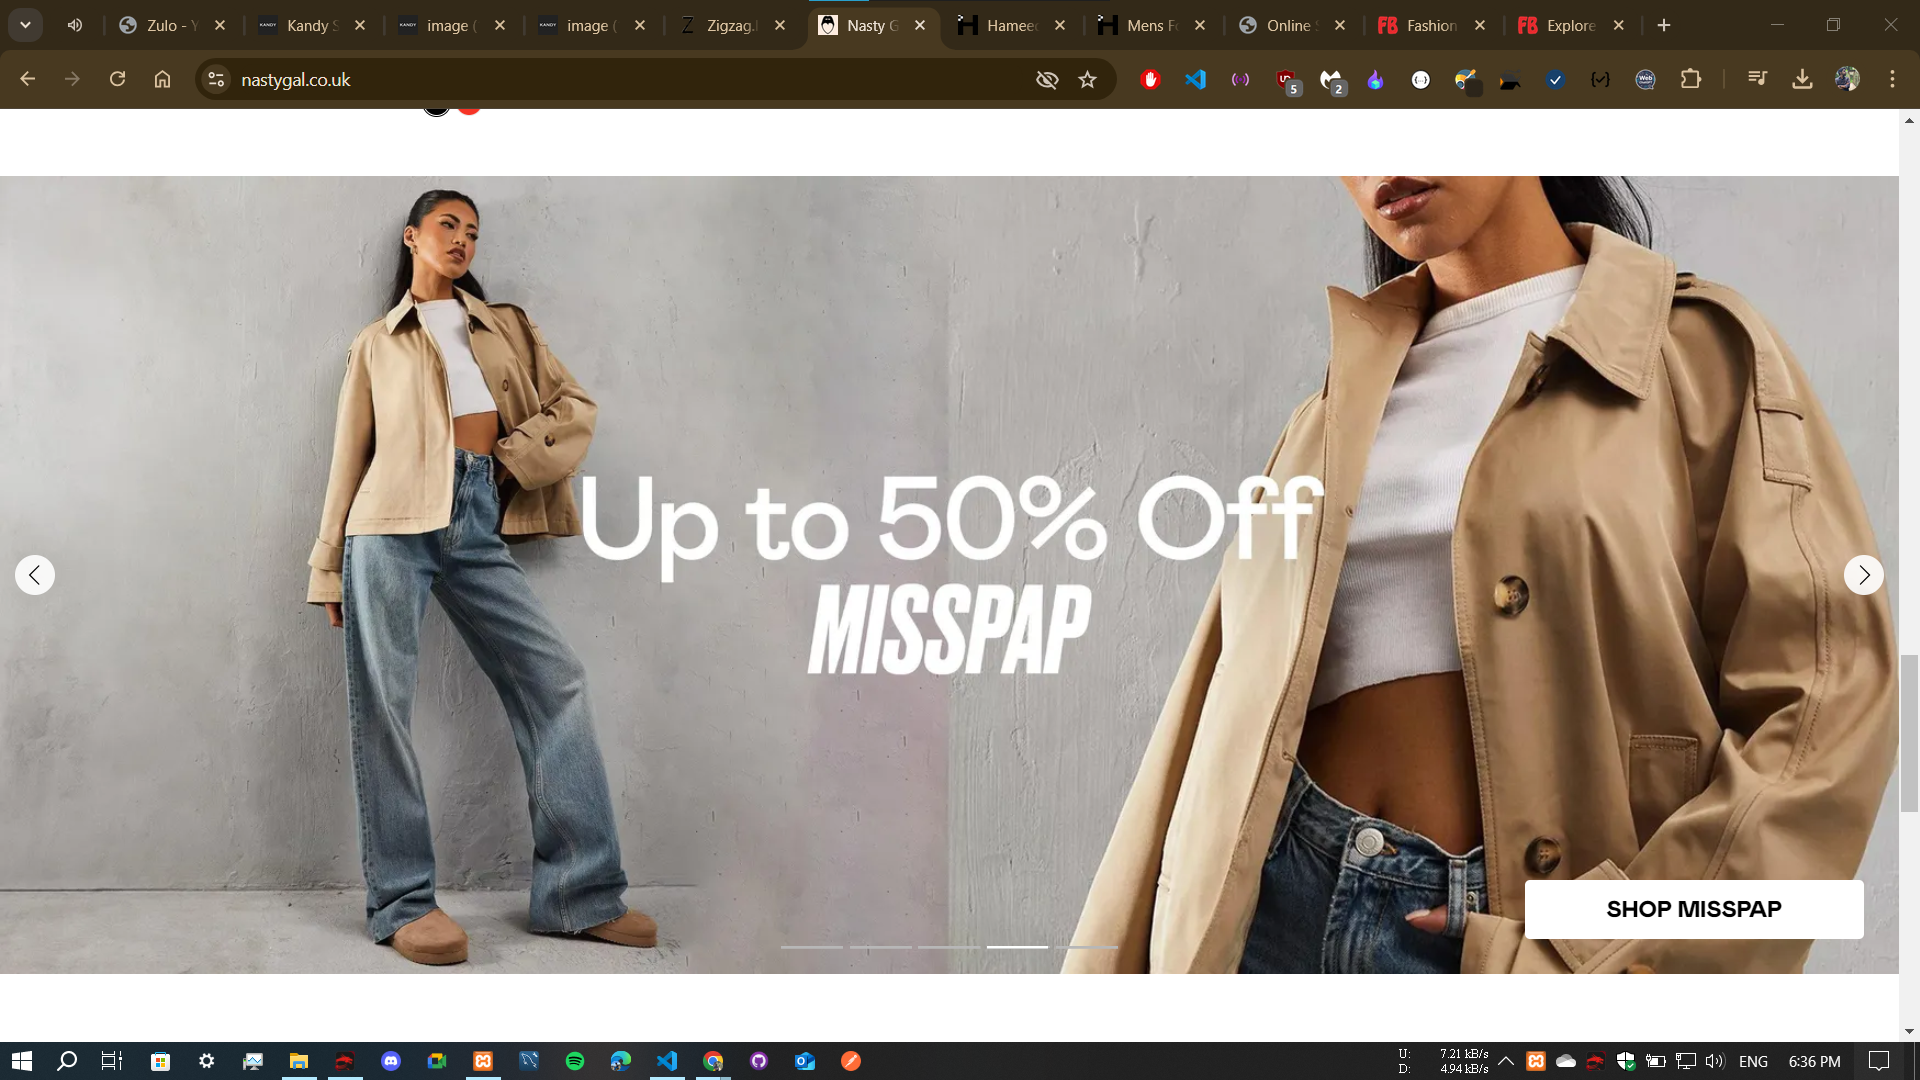 Zulo - Y
Kandy S
image (
image (
Zigzag.l
Nasty G
Hameed
Mens Fo
Online S
Fashion
Explore
nastygal.co.uk
5
2
Up to 50% Off
MISSPAP
SHOP MISSPAP
U: 7.21 kB/s
D: 4.94 kB/s
ENG
6:36 PM